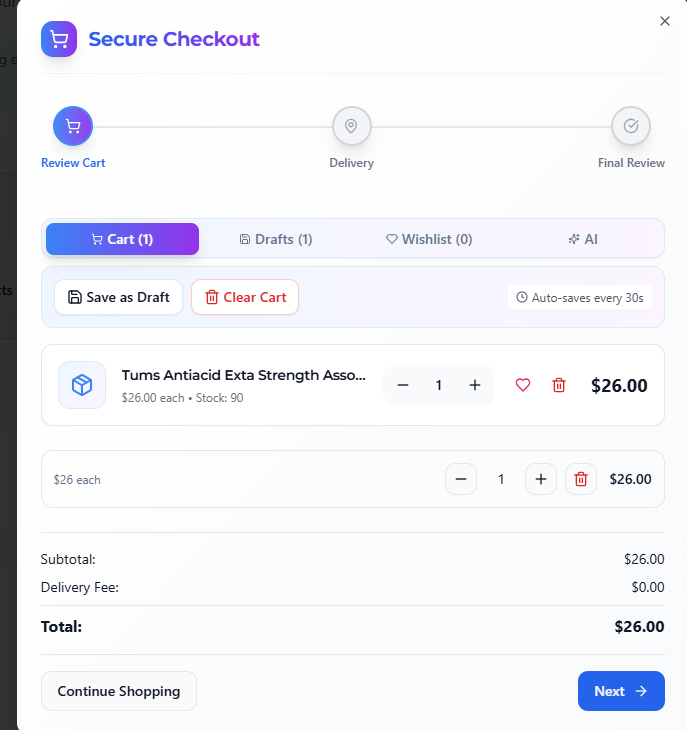 Secure Checkout
Review Cart
Delivery
Final Review
Cart (1)
Drafts (1)
Wishlist (0)
AI
Save as Draft
Clear Cart
Auto-saves every 30s
Tums Antiacid Exta Strength Asso...
1
$26.00
$26.00 each • Stock: 90
$26 each
1
$26.00
Subtotal: $26.00
Delivery Fee: $0.00
Total: $26.00
Continue Shopping
Next